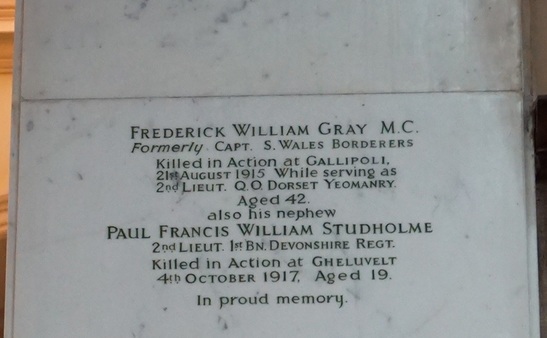 FREDERICK WILLIAM GRAY M.C.
Formerly CAPT. S. WALES BORDERERS
Killed in Action at GALLIPOLI,
21st AUGUST 1915 While serving as
2nd LIEUT. Q.O. DORSET YEOMANRY.
Aged 42.
also his nephew
PAUL FRANCIS WILLIAM STUDHOLME
2nd LIEUT. 1st BN. DEVONSHIRE REGT.
Killed in Action at GHELUVELT
4th OCTOBER 1917, Aged 19.
In proud memory.